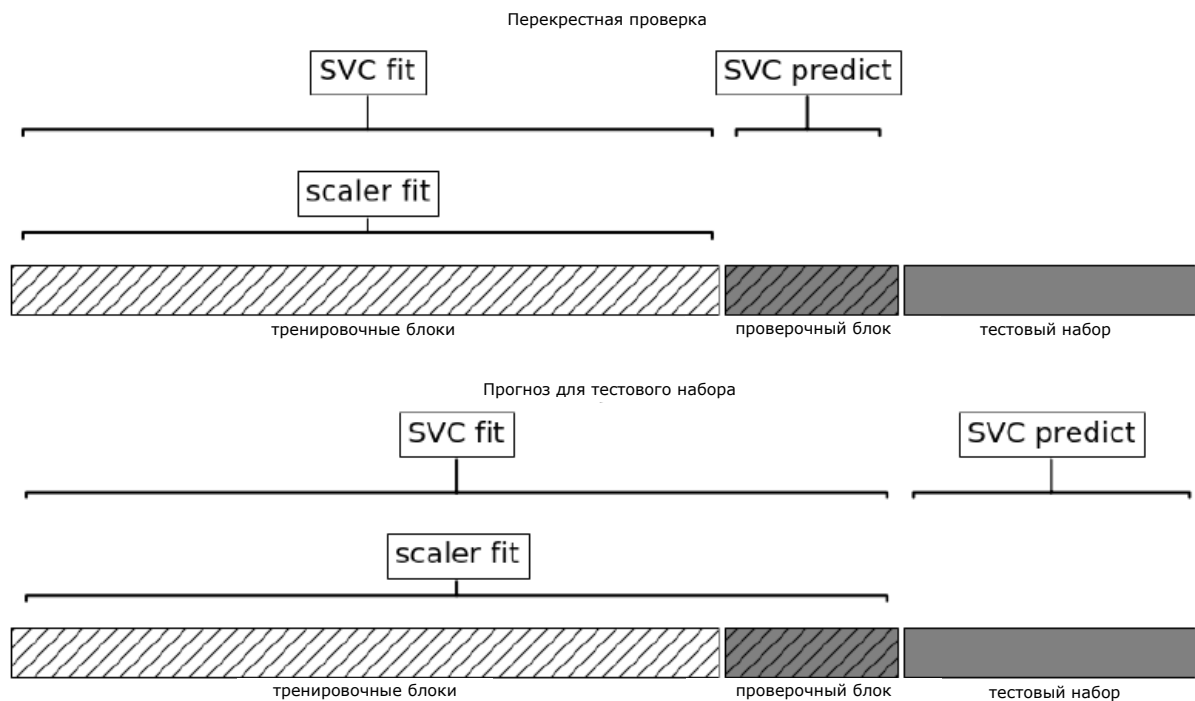 Перекрестная проверка
SVC fit
SVC predict
scaler fit
тренировочные блоки
проверочный блок
тестовый набор
Прогноз для тестового набора
SVC fit
SVC predict
scaler fit
тренировочные блоки
проверочный блок
тестовый набор